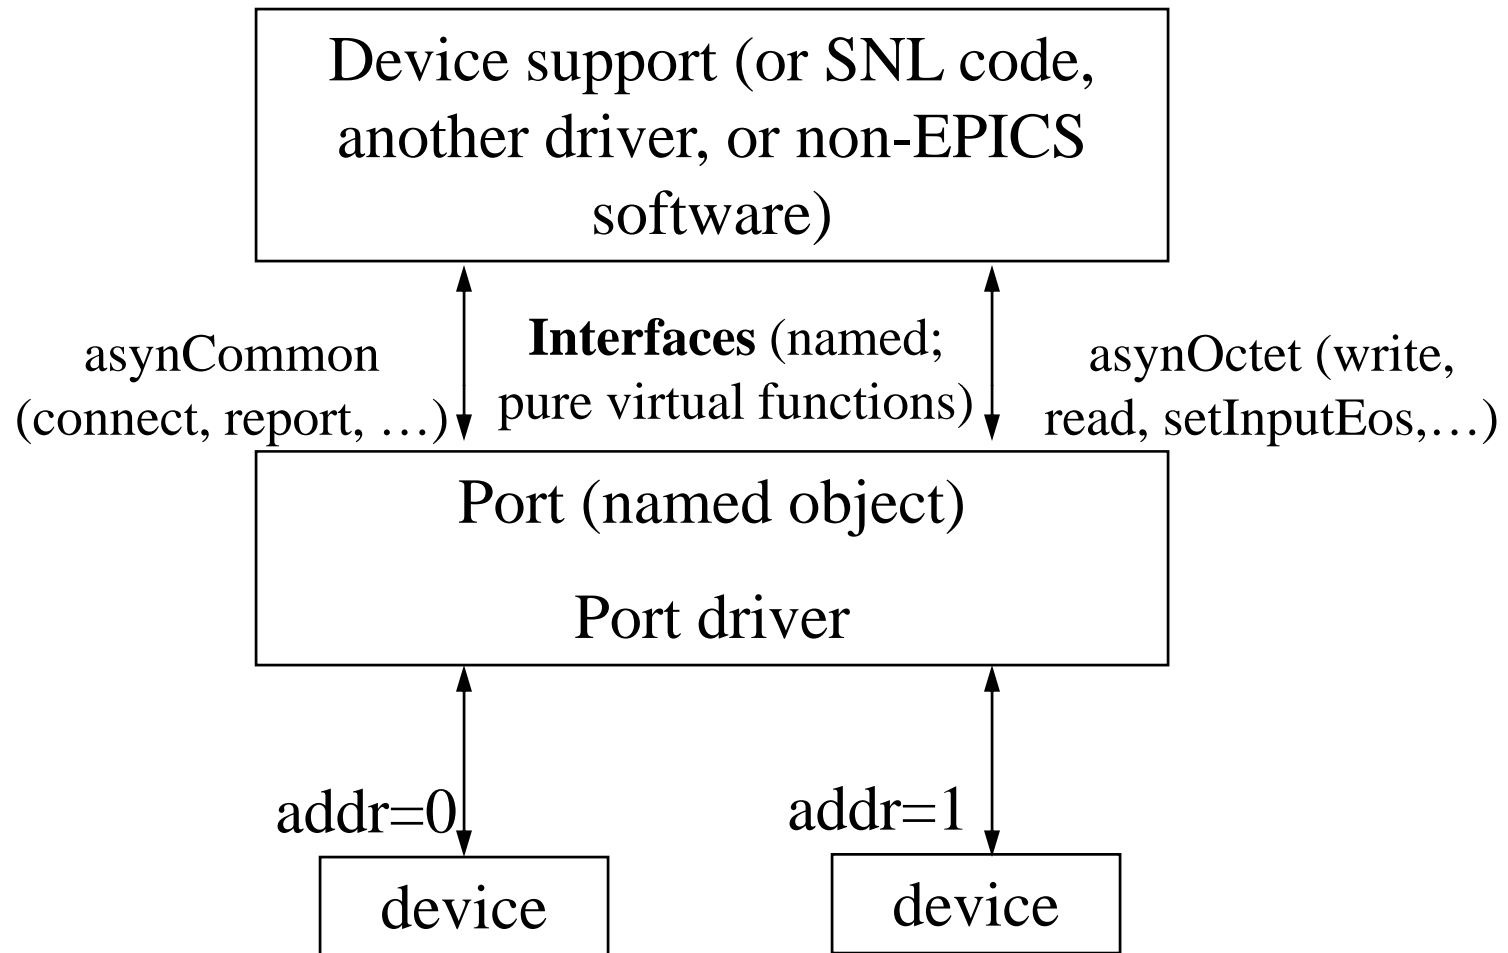 Device support (or SNL code,
another driver, or non-EPICS
software)
asynCommon
(connect, report, …)
Interfaces (named;
pure virtual functions)
asynOctet (write,
read, setInputEos,…)
Port (named object)
Port driver
addr=0
addr=1
device
device